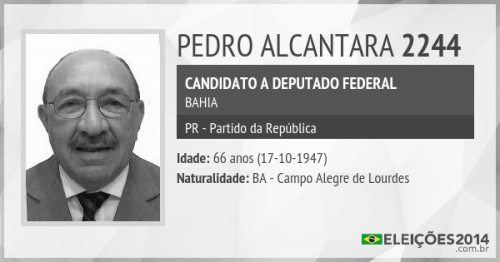 PEDRO ALCANTARA 2244
CANDIDATO A DEPUTADO FEDERAL
BAHIA
PR - Partido da República
Idade: 66 anos (17-10-1947)
Naturalidade: BA - Campo Alegre de Lourdes
ELEIÇÕES2014
.com.br